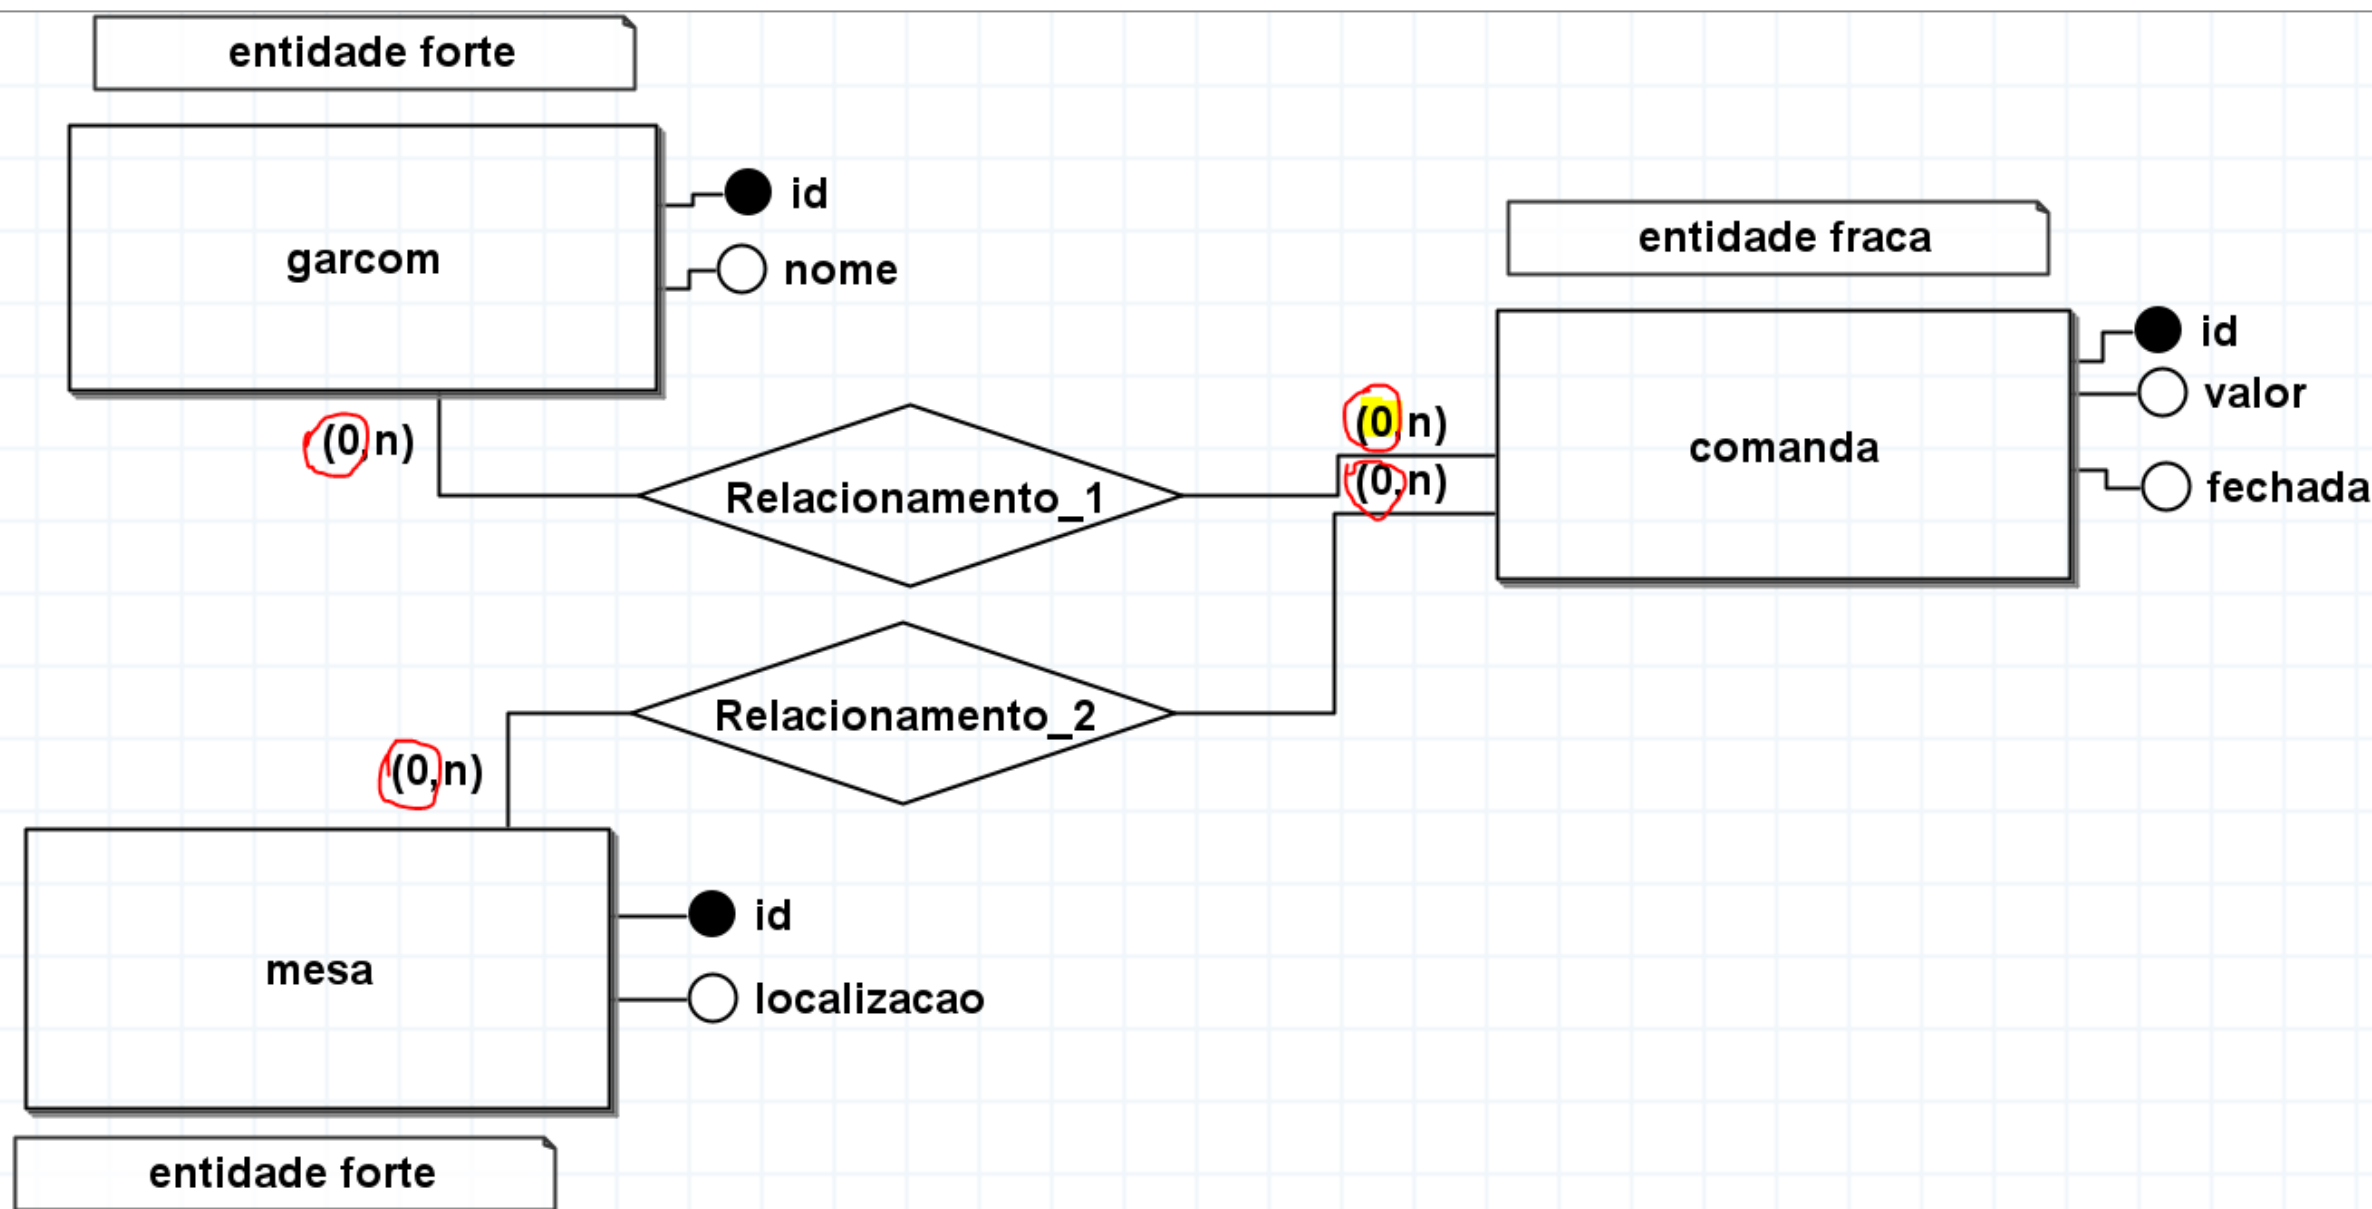 entidade forte
garcom
id
nome
entidade fraca
comanda
id
valor
fechada
(0,n)
(0,n)
(0,n)
Relacionamento_1
Relacionamento_2
(0,n)
mesa
id
localizacao
entidade forte